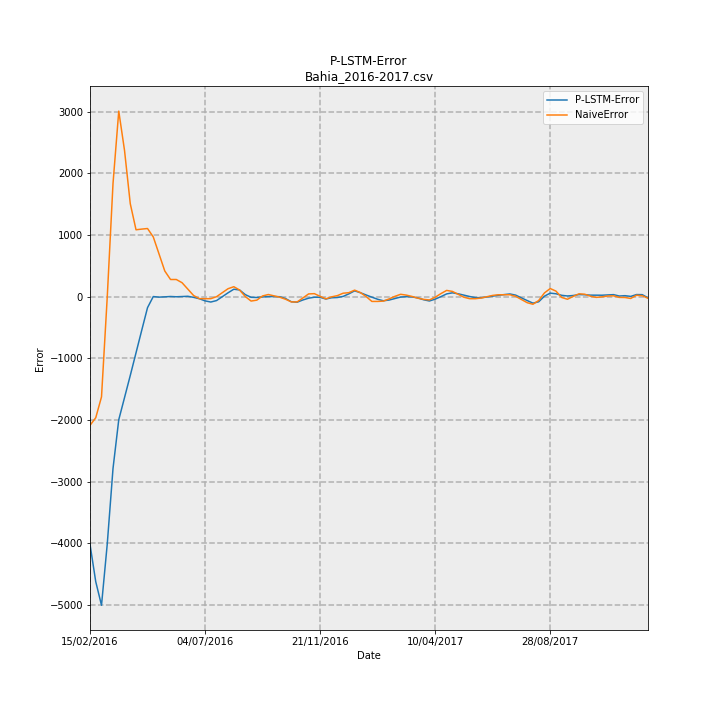 P-LSTM-Error
Bahia_2016-2017.csv
P-LSTM-Error
NaiveError
3000
2000
1000
0
−1000
−2000
−3000
−4000
−5000
Error
15/02/2016 04/07/2016 21/11/2016 10/04/2017 28/08/2017
Date